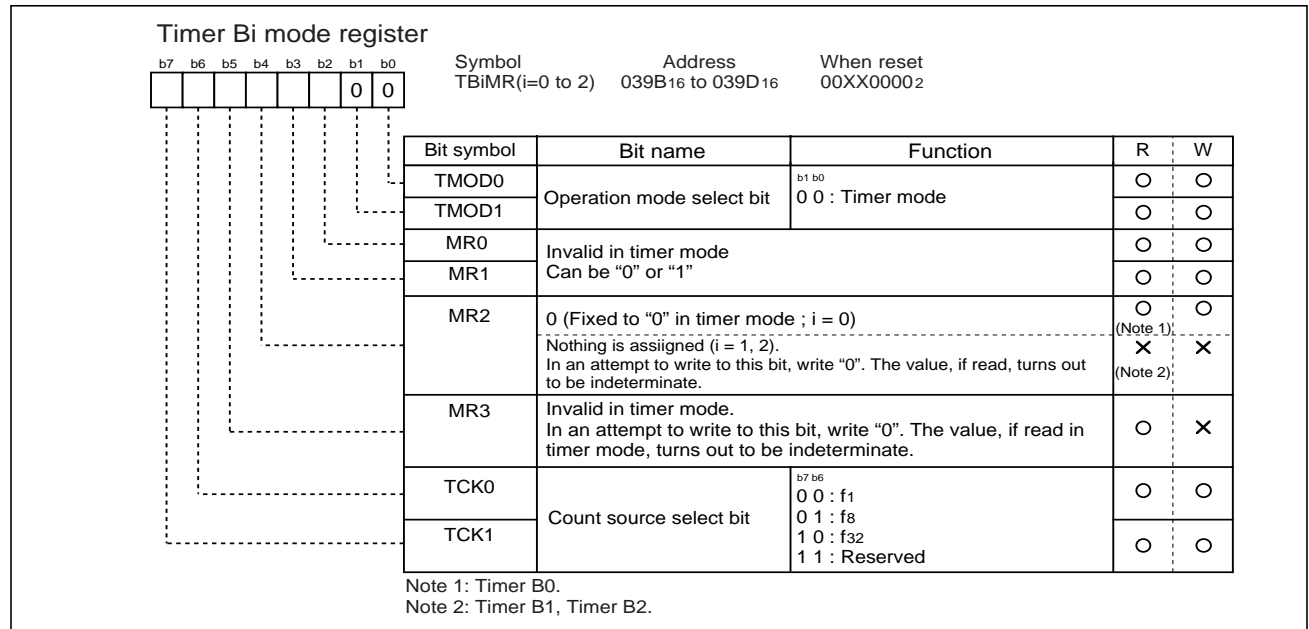 Timer Bi mode register
b7 b6 b5 b4 b3 b2 b1 b0
0 0
Symbol Address When reset
TBiMR(i=0 to 2) 039B16 to 039D16 00XX00002
Bit symbol Bit name Function R W
TMOD0
TMOD1
Operation mode select bit
b1 b0
0 0 : Timer mode
MR0
MR1
Invalid in timer mode
Can be “0” or “1”
MR2
0 (Fixed to “0” in timer mode ; i = 0)
(Note 1)
Nothing is assiigned (i = 1, 2).
In an attempt to write to this bit, write “0”. The value, if read, turns out
to be indeterminate.
(Note 2)
MR3
Invalid in timer mode.
In an attempt to write to this bit, write “0”. The value, if read in
timer mode, turns out to be indeterminate.
TCK0
TCK1
Count source select bit
b7 b6
0 0 : f1
0 1 : f8
1 0 : f32
1 1 : Reserved
Note 1: Timer B0.
Note 2: Timer B1, Timer B2.